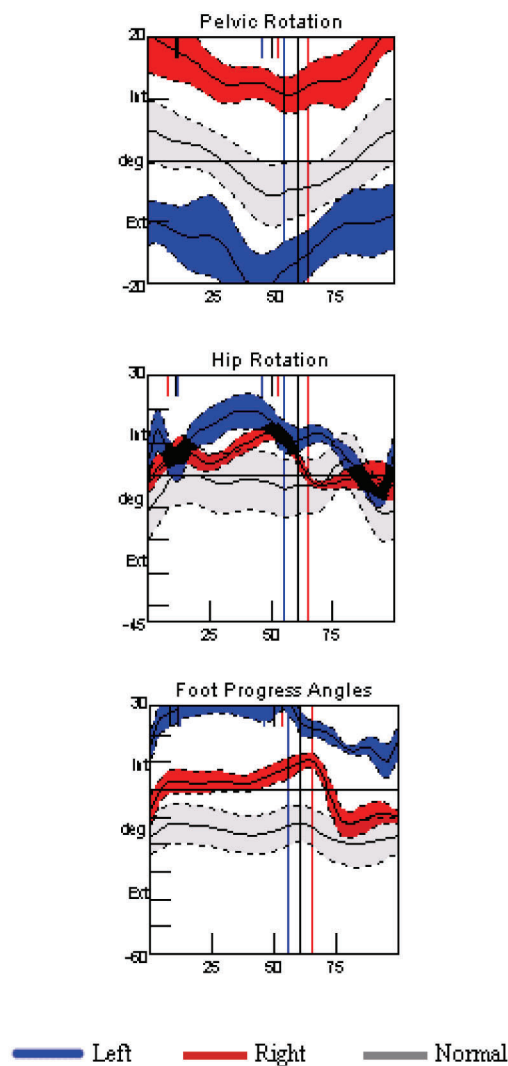 Pelvic Rotation
20
Int
deg
Ext
-20
25 50 75
Hip Rotation
30
Int
deg
Ext
-45
25 50 75
Foot Progress Angles
30
Int
deg
Ext
-60
25 50 75
Left Right Normal